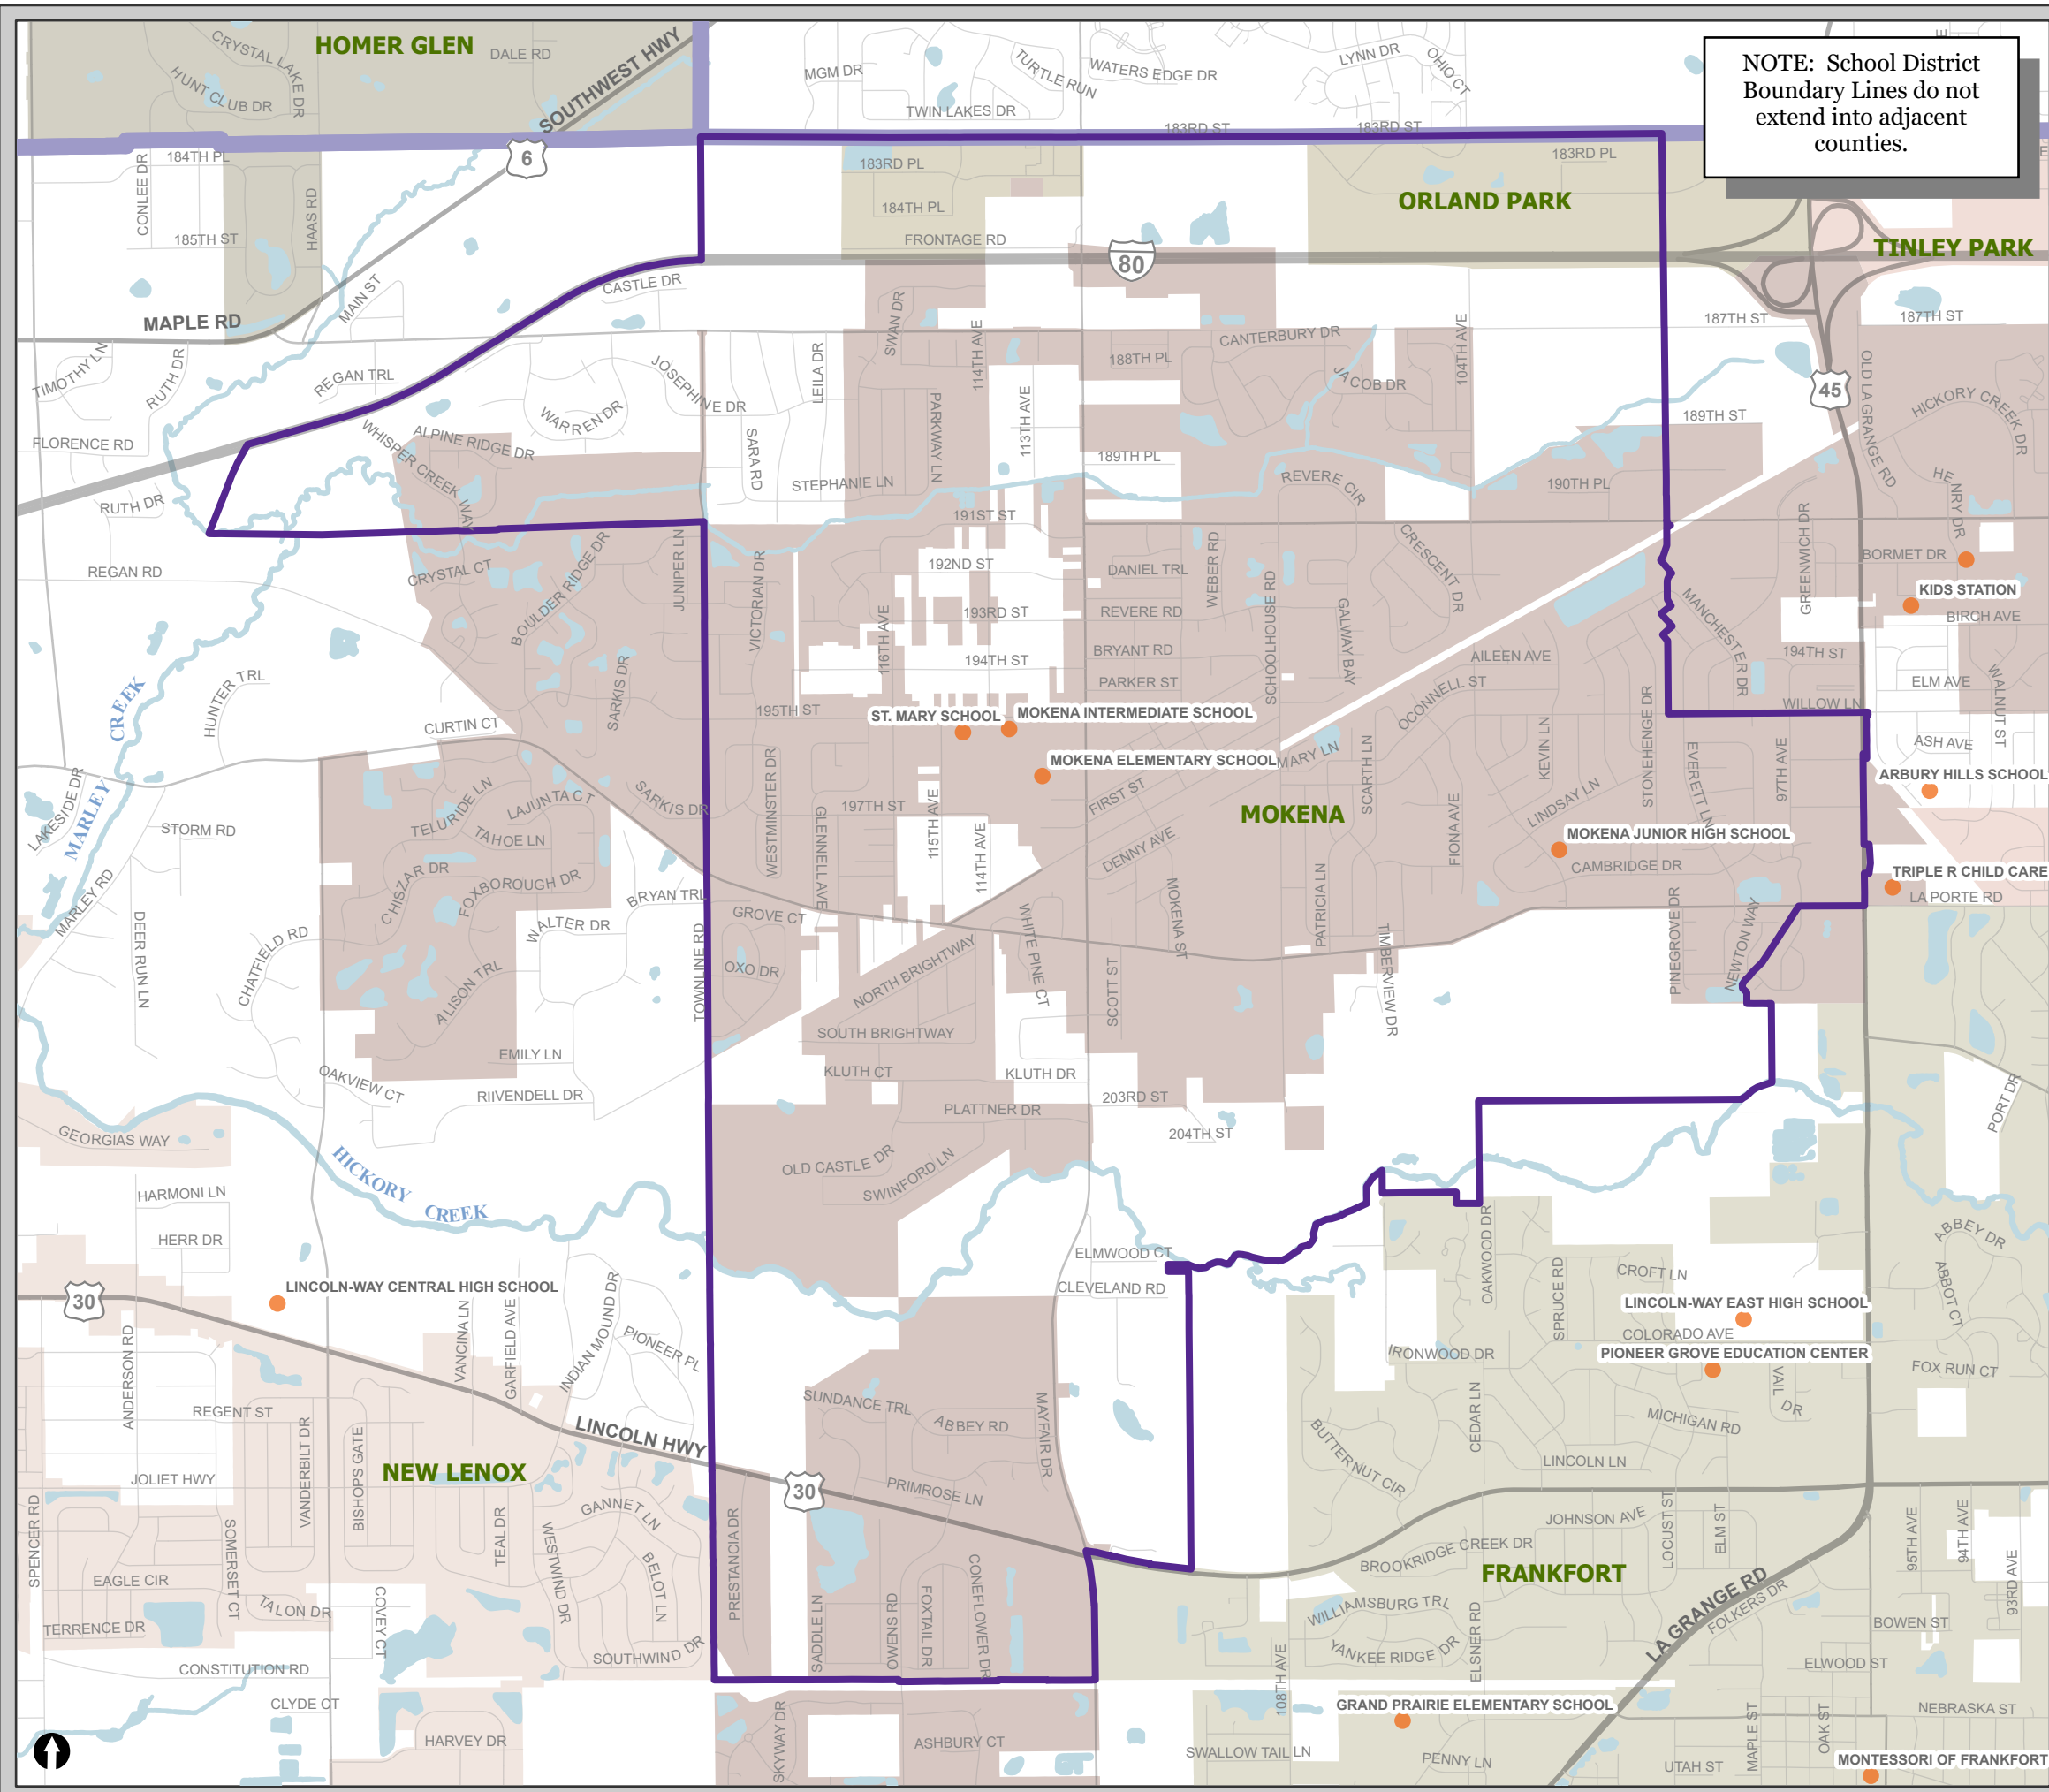 HOMER GLEN
CRYSTAL LAKE DR
HUNT CLUB DR
DALE RD
SOUTHWEST HWY
MGM DR
TURTLE RUN
WATERS EDGE DR
TWIN LAKES DR
LYNN DR
OHIO CT
NOTE: School District
Boundary Lines do not
extend into adjacent
counties.
183RD ST
183RD ST
184TH PL
CONLEE DR
185TH ST
HAAS RD
6
183RD PL
184TH PL
FRONTAGE RD
183RD PL
ORLAND PARK
TINLEY PARK
80
MAIN ST
CASTLE DR
MAPLE RD
SWAN DR
114TH AVE
CANTERBURY DR
104TH AVE
187TH ST
187TH ST
TIMOTHY LN
RUTH DR
REGAN TRL
WARREN DR
JOSEPHINE DR
LEILA DR
188TH PL
JACOB DR
45
OLD LA GRANGE RD
HICKORY CREEK DR
FLORENCE RD
WHISPER CREEK WAY
ALPINE RIDGE DR
SARA RD
PARKWAY LN
113TH AVE
189TH PL
189TH ST
STEPHANIE LN
REVERE CIR
190TH PL
HENRY DR
RUTH DR
191ST ST
REGAN RD
CRYSTAL CT
BOULDER RIDGE DR
JUNIPER LN
VICTORIAN DR
192ND ST
DANIEL TRL
WEBER RD
SCHOOLHOUSE RD
CRESCENT DR
GREENWICH DR
BORMET DR
KIDS STATION
193RD ST
REVERE RD
GALWAY BAY
MANCHESTER DR
BIRCH AVE
116TH AVE
194TH ST
BRYANT RD
AILEEN AVE
194TH ST
PARKER ST
OCONNELL ST
ELM AVE
WALNUT ST
HUNTER TRL
SARKIS DR
195TH ST
ST. MARY SCHOOL
MOKENA INTERMEDIATE SCHOOL
STONEHENGE DR
WILLOW LN
CREEK
CURTIN CT
MOKENA ELEMENTARY SCHOOL
MARY LN
SCARTH LN
KEVIN LN
EVERETT LN
97TH AVE
ASH AVE
ARBURY HILLS SCHOOL
MARLEY
LAKESIDE DR
TELURIDE LN
LAJUNTA CT
SARKIS DR
WESTMINSTER DR
197TH ST
FIRST ST
MOKENA
LINDSAY LN
STORM RD
TAHOE LN
GLENNELL AVE
115TH AVE
114TH AVE
DENNY AVE
FIONA AVE
MOKENA JUNIOR HIGH SCHOOL
CAMBRIDGE DR
TRIPLE R CHILD CARE
LA PORTE RD
MARLEY RD
CHISZAR DR
FOXBOROUGH DR
BRYAN TRL
GROVE CT
MOKENA ST
PATRICIA LN
TIMBERVIEW DR
PINEGROVE DR
NEWTON WAY
DEER RUN LN
CHATFIELD RD
WALTER DR
TOWNLINE RD
OXO DR
NORTH BRIGHTWAY
WHITE PINE CT
SCOTT ST
ALISON TRL
SOUTH BRIGHTWAY
EMILY LN
OAKVIEW CT
KLUTH CT
KLUTH DR
RIIVENDELL DR
PLATTNER DR
203RD ST
PORT DR
GEORGIAS WAY
204TH ST
HICKORY
CREEK
OLD CASTLE DR
SWINFORD LN
HARMONI LN
HERR DR
ELMWOOD CT
OAKWOOD DR
ABBEY DR
CLEVELAND RD
SPRUCE RD
CROFT LN
ABBOT CT
30
LINCOLN-WAY CENTRAL HIGH SCHOOL
LINCOLN-WAY EAST HIGH SCHOOL
ANDERSON RD
VANCINA LN
GARFIELD AVE
INDIAN MOUND DR
PIONEER PL
IRONWOOD DR
COLORADO AVE
PIONEER GROVE EDUCATION CENTER
FOX RUN CT
REGENT ST
SUNDANCE TRL
ABBEY RD
MAYFAIR DR
CEDAR LN
VAIL DR
MICHIGAN RD
VANDERBILT DR
BISHOPS GATE
LINCOLN HWY
BUTTERNUT CIR
NEW LENOX
LINCOLN LN
JOLIET HWY
30
PRIMROSE LN
SPENCER RD
SOMERSET CT
TEAL DR
GANNET LN
WESTWIND DR
BELOT LN
PRESTANCIA DR
JOHNSON AVE
LOCUST ST
ELM ST
95TH AVE
94TH AVE
93RD AVE
BROOKRIDGE CREEK DR
FRANKFORT
EAGLE CIR
TALON DR
COVEY CT
SADDLE LN
OWENS RD
FOXTAIL DR
CONEFLOWER DR
LA GRANGE RD
FOLKERS DR
TERRENCE DR
WILLIAMSBURG TRL
YANKEE RIDGE DR
ELSNER RD
BOWEN ST
SOUTHWIND DR
CONSTITUTION RD
108TH AVE
ELWOOD ST
CLYDE CT
SKYWAY DR
GRAND PRAIRIE ELEMENTARY SCHOOL
MAPLE ST
OAK ST
NEBRASKA ST
HARVEY DR
ASHBURY CT
SWALLOW TAIL LN
PENNY LN
UTAH ST
MONTESSORI OF FRANKFORT